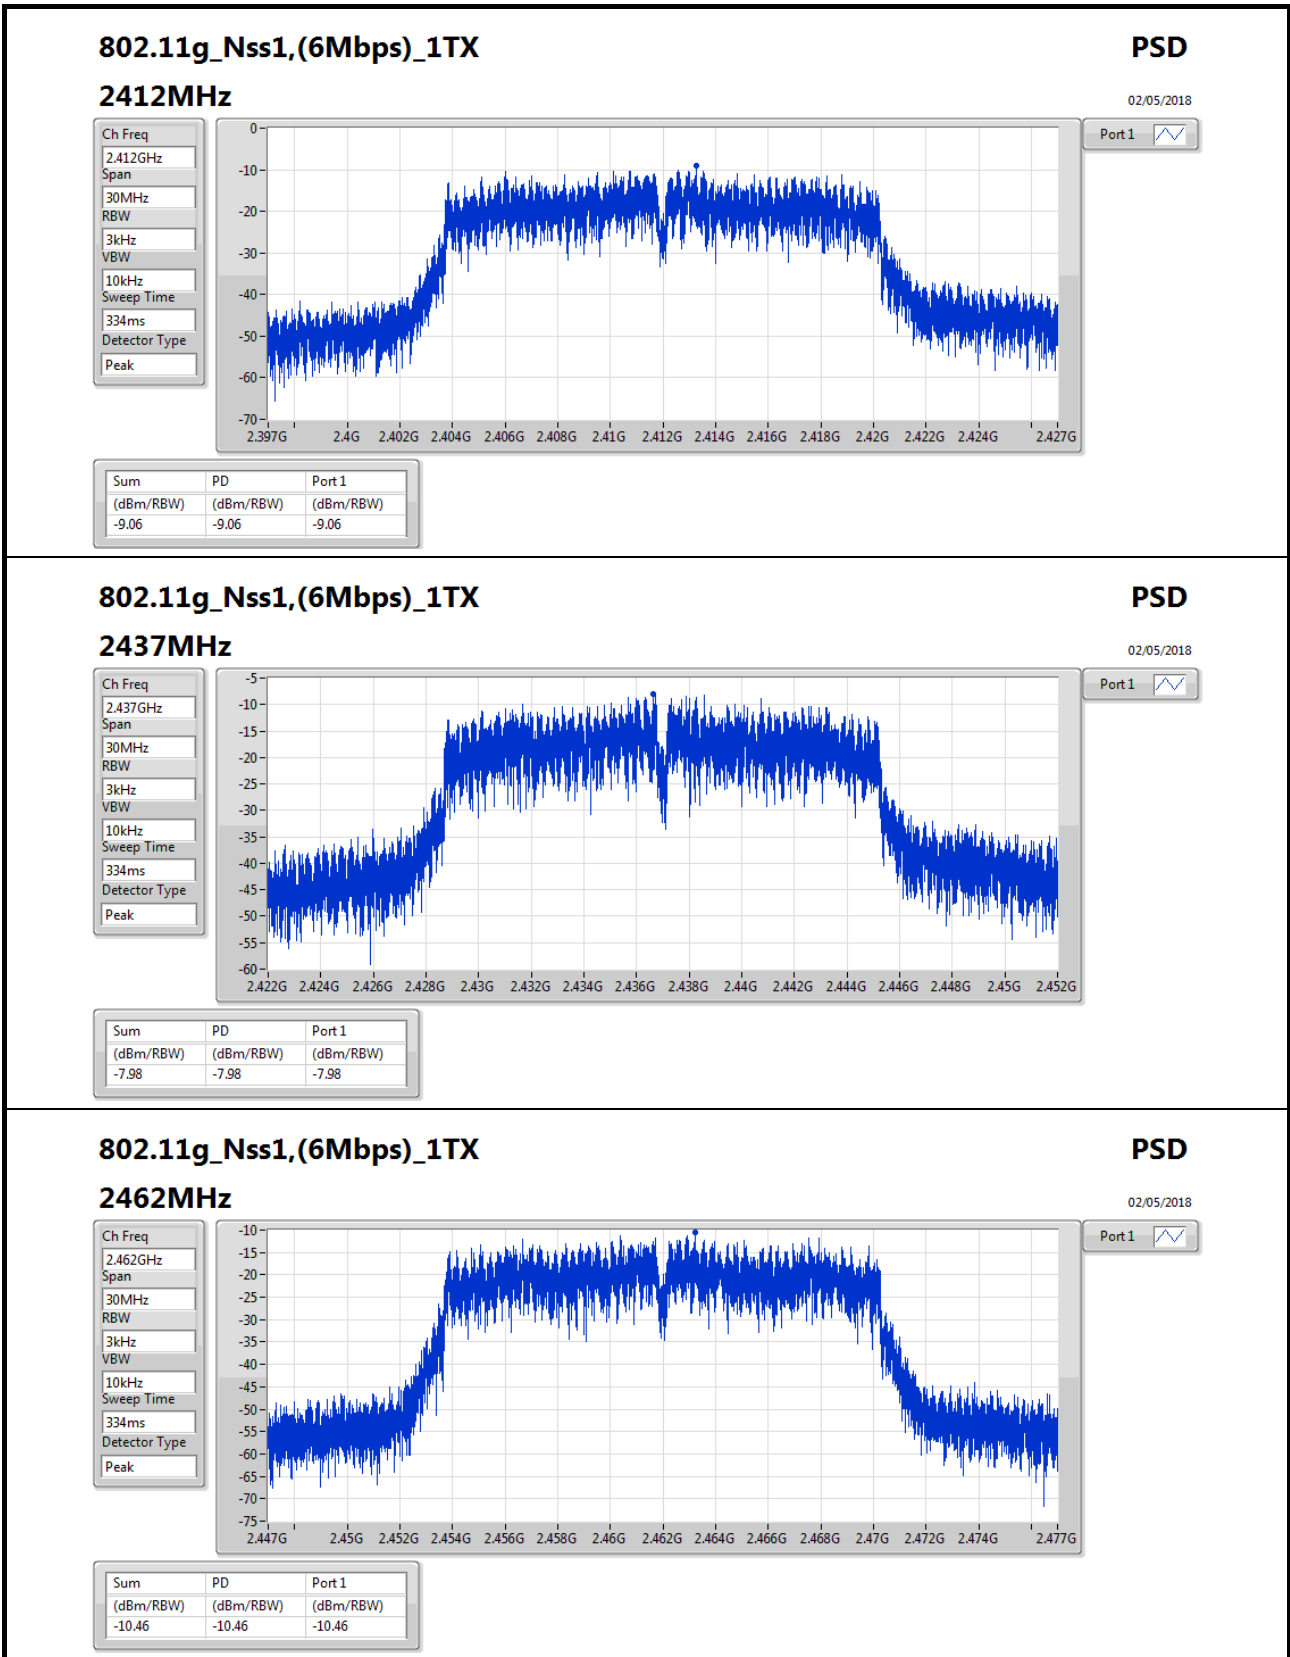 802.11g_Nss1,(6Mbps)_1TX PSD
2412MHz 02/05/2018
Ch Freq
2.412GHz
Span
30MHz
RBW
3kHz
VBW
10kHz
Sweep Time
334ms
Detector Type
Peak
0
-10
-20
-30
-40
-50
-60
-70
2.397G 2.4G 2.402G 2.404G 2.406G 2.408G 2.41G 2.412G 2.414G 2.416G 2.418G 2.42G 2.422G 2.424G 2.427G
Port 1
Sum PD Port 1
(dBm/RBW) (dBm/RBW) (dBm/RBW)
-9.06 -9.06 -9.06
802.11g_Nss1,(6Mbps)_1TX PSD
2437MHz 02/05/2018
Ch Freq
2.437GHz
Span
30MHz
RBW
3kHz
VBW
10kHz
Sweep Time
334ms
Detector Type
Peak
-5
-10
-15
-20
-25
-30
-35
-40
-45
-50
-55
-60
2.422G 2.424G 2.426G 2.428G 2.43G 2.432G 2.434G 2.436G 2.438G 2.44G 2.442G 2.444G 2.446G 2.448G 2.45G 2.452G
Port 1
Sum PD Port 1
(dBm/RBW) (dBm/RBW) (dBm/RBW)
-7.98 -7.98 -7.98
802.11g_Nss1,(6Mbps)_1TX PSD
2462MHz 02/05/2018
Ch Freq
2.462GHz
Span
30MHz
RBW
3kHz
VBW
10kHz
Sweep Time
334ms
Detector Type
Peak
-10
-15
-20
-25
-30
-35
-40
-45
-50
-55
-60
-65
-70
-75
2.447G 2.45G 2.452G 2.454G 2.456G 2.458G 2.46G 2.462G 2.464G 2.466G 2.468G 2.47G 2.472G 2.474G 2.477G
Port 1
Sum PD Port 1
(dBm/RBW) (dBm/RBW) (dBm/RBW)
-10.46 -10.46 -10.46